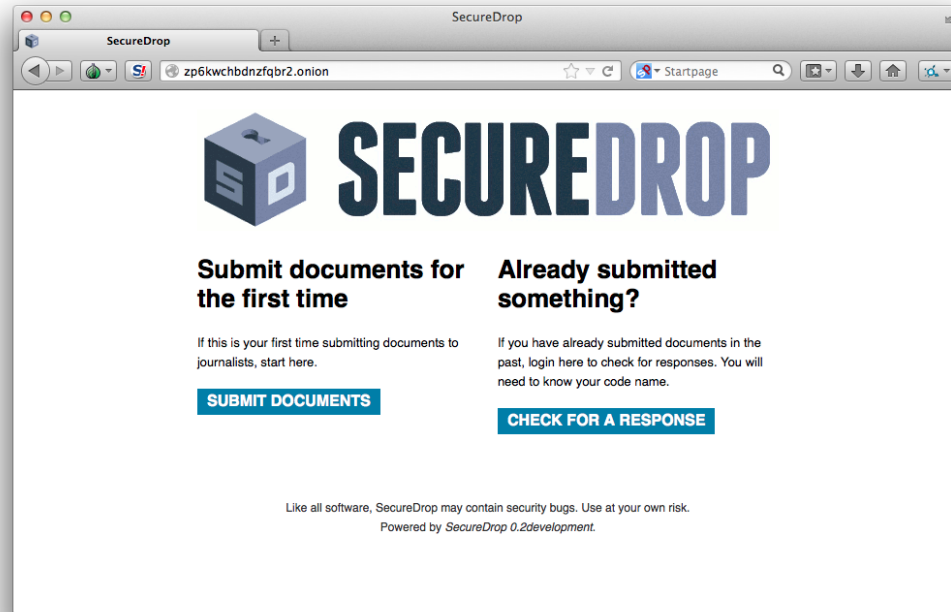 SecureDrop
SecureDrop
zp6kwchbdnzfqbr2.onion
Startpage
S D
SECUREDROP
Submit documents for
the first time
If this is your first time submitting documents to
journalists, start here.
SUBMIT DOCUMENTS
Already submitted
something?
If you have already submitted documents in the
past, login here to check for responses. You will
need to know your code name.
CHECK FOR A RESPONSE
Like all software, SecureDrop may contain security bugs. Use at your own risk.
Powered by SecureDrop 0.2development.